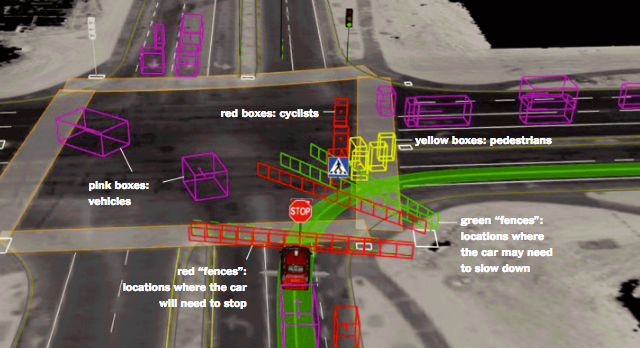 red boxes: cyclists
yellow boxes: pedestrians
pink boxes:
vehicles
STOP
green “fences”:
locations where
the car may need
to slow down
red “fences”:
locations where the car
will need to stop